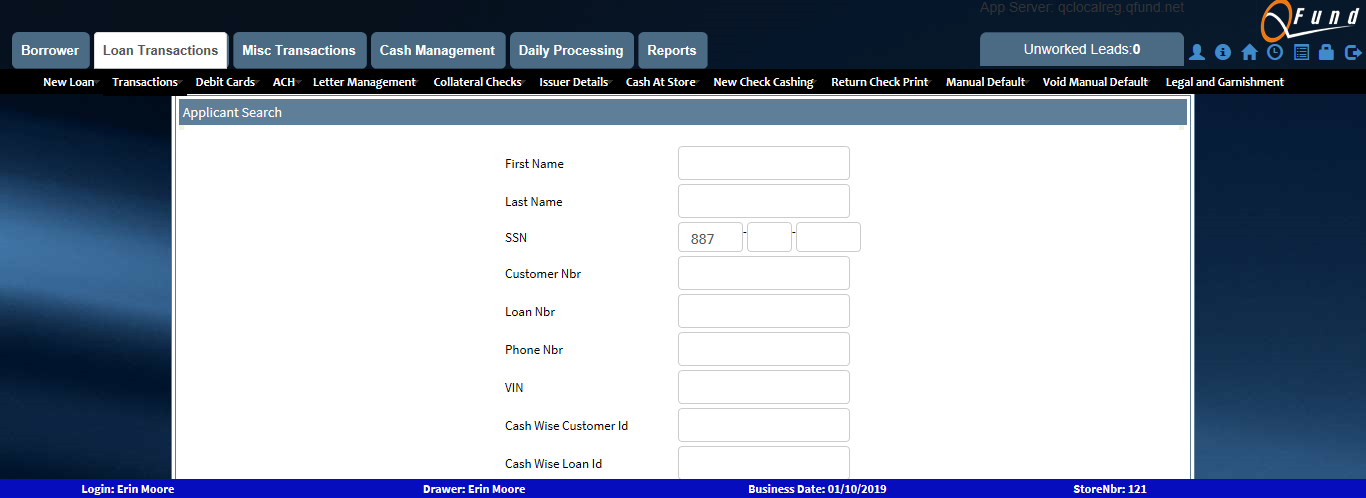 App Server: qclocalreg.qfund.net
QFund
Borrower Loan Transactions Misc Transactions Cash Management Daily Processing Reports Unworked Leads:0
New Loan Transactions Debit Cards ACH Letter Management Collateral Checks Issuer Details Cash At Store New Check Cashing Return Check Print Manual Default Void Manual Default Legal and Garnishment
Applicant Search
First Name
Last Name
SSN 887 - -
Customer Nbr
Loan Nbr
Phone Nbr
VIN
Cash Wise Customer Id
Cash Wise Loan Id
Login: Erin Moore Drawer: Erin Moore Business Date: 01/10/2019 StoreNbr: 121